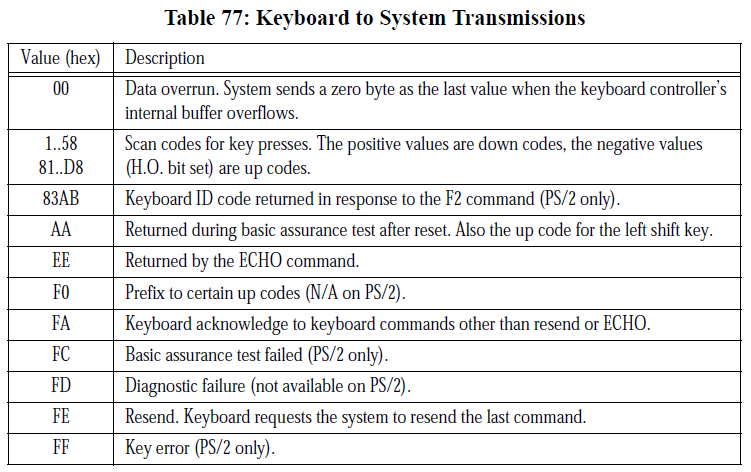 Table 77: Keyboard to System Transmissions
Value (hex) Description
00 Data overrun. System sends a zero byte as the last value when the keyboard controller's
internal buffer overflows.
1..58 Scan codes for key presses. The positive values are down codes, the negative values
81..D8 (H.O. bit set) are up codes.
83AB Keyboard ID code returned in response to the F2 command (PS/2 only).
AA Returned during basic assurance test after reset. Also the up code for the left shift key.
EE Returned by the ECHO command.
F0 Prefix to certain up codes (N/A on PS/2).
FA Keyboard acknowledge to keyboard commands other than resend or ECHO.
FC Basic assurance test failed (PS/2 only).
FD Diagnostic failure (not available on PS/2).
FE Resend. Keyboard requests the system to resend the last command.
FF Key error (PS/2 only).